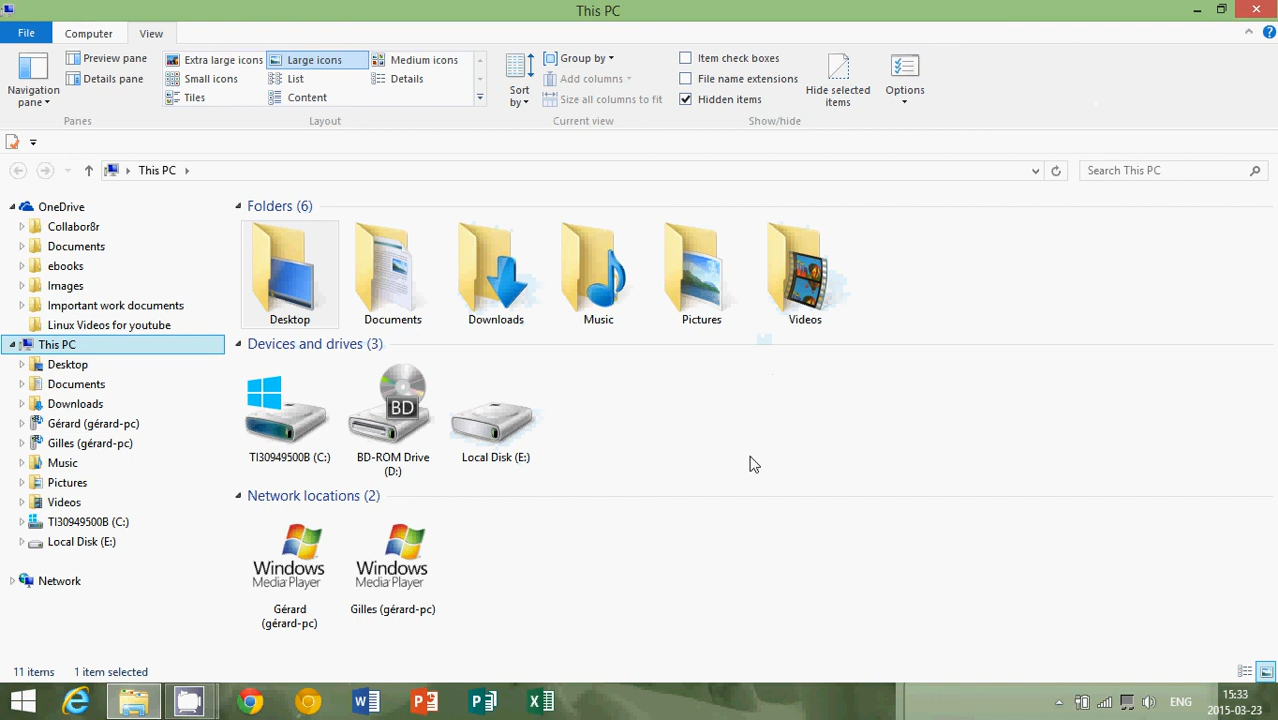 This PC
File Computer View
Navigation pane
Preview pane
Details pane
Panes
Extra large icons Large icons Medium icons
Small icons List Details
Tiles Content
Layout
Sort by
Group by
Add columns
Size all columns to fit
Current view
Item check boxes
File name extensions
Hidden items
Hide selected items
Options
Show/hide
This PC
Search This PC
OneDrive
Collabor8r
Documents
ebooks
Images
Important work documents
Linux Videos for youtube
This PC
Desktop
Documents
Downloads
Gérard (gérard-pc)
Gilles (gérard-pc)
Music
Pictures
Videos
TI30949500B (C:)
Local Disk (E:)
Network
Folders (6)
Desktop Documents Downloads Music Pictures Videos
Devices and drives (3)
BD
TI30949500B (C:) BD-ROM Drive (D:) Local Disk (E:)
Network locations (2)
Windows Media Player Windows Media Player
Gérard (gérard-pc) Gilles (gérard-pc)
11 items 1 item selected
ENG
15:33
2015-03-23